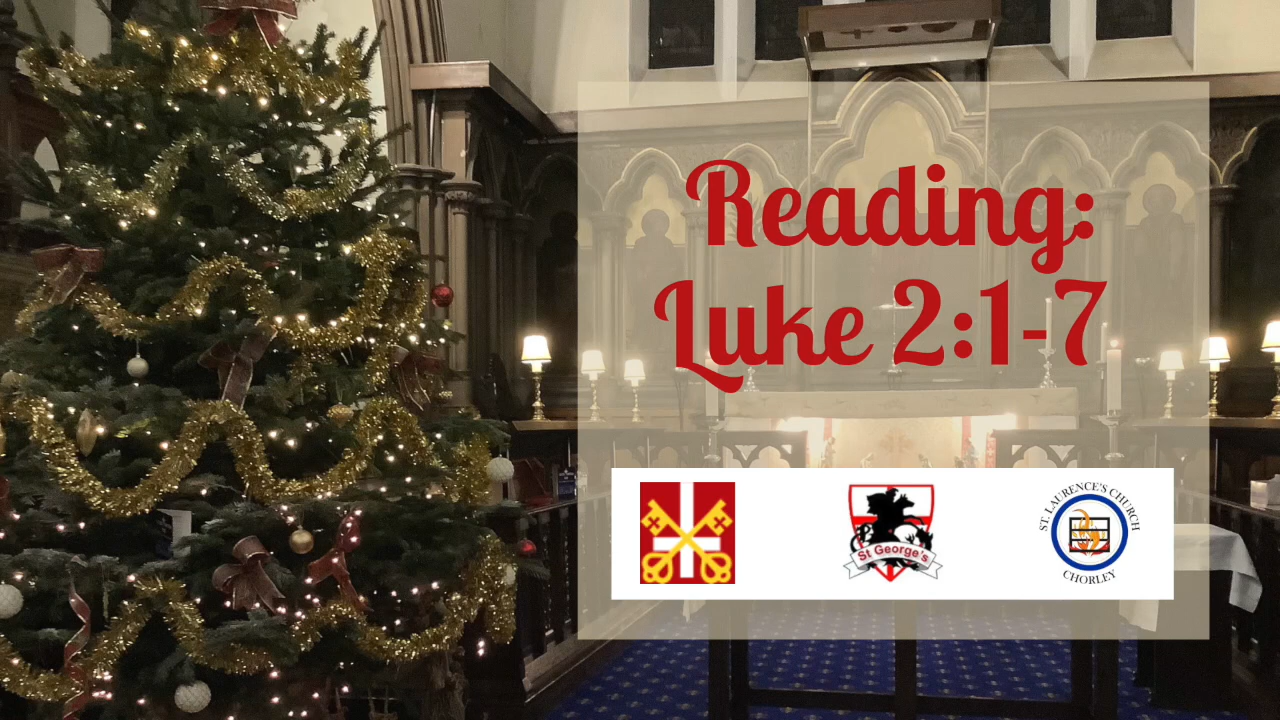 Reading:
Luke 2:1-7
St George's
ST. LAURENCE'S CHURCH
CHORLEY